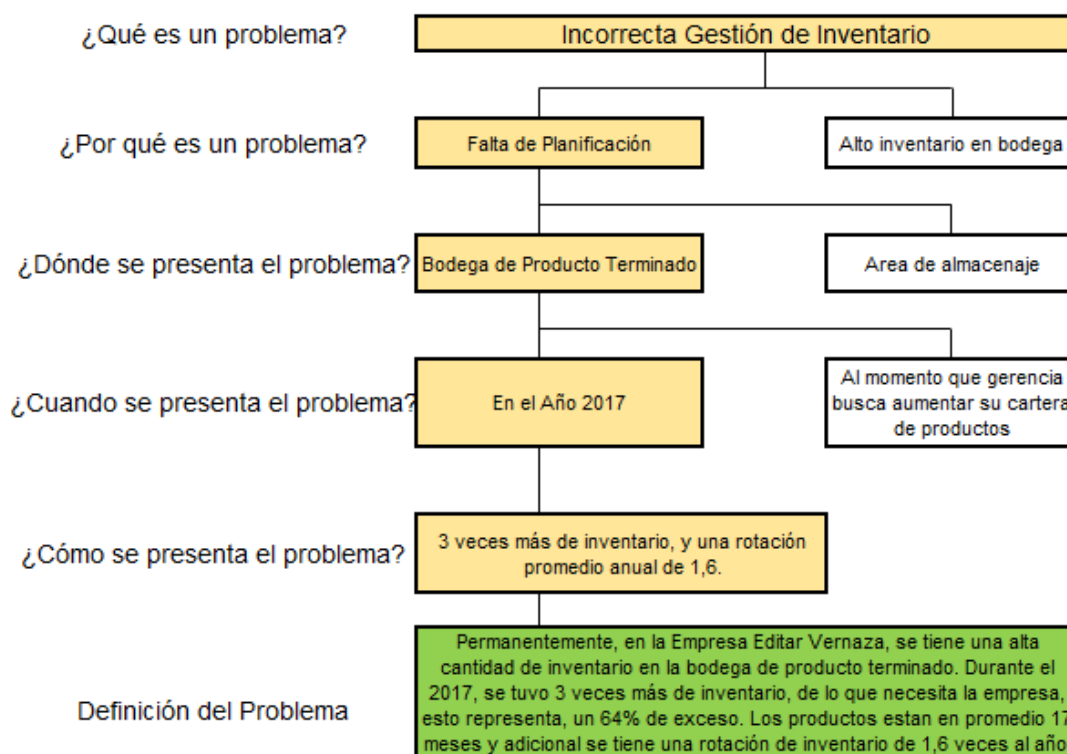 ¿Qué es un problema?
Incorrecta Gestión de Inventario
¿Por qué es un problema?
Falta de Planificación
Alto inventario en bodega
¿Dónde se presenta el problema?
Bodega de Producto Terminado
Area de almacenaje
¿Cuando se presenta el problema?
En el Año 2017
Al momento que gerencia
busca aumentar su cartera
de productos
¿Cómo se presenta el problema?
3 veces más de inventario, y una rotación
promedio anual de 1,6.
Definición del Problema
Permanentemente, en la Empresa Editar Vernaza, se tiene una alta
cantidad de inventario en la bodega de producto terminado. Durante el
2017, se tuvo 3 veces más de inventario, de lo que necesita la empresa,
esto representa, un 64% de exceso. Los productos estan en promedio 17
meses y adicional se tiene una rotación de inventario de 1,6 veces al año